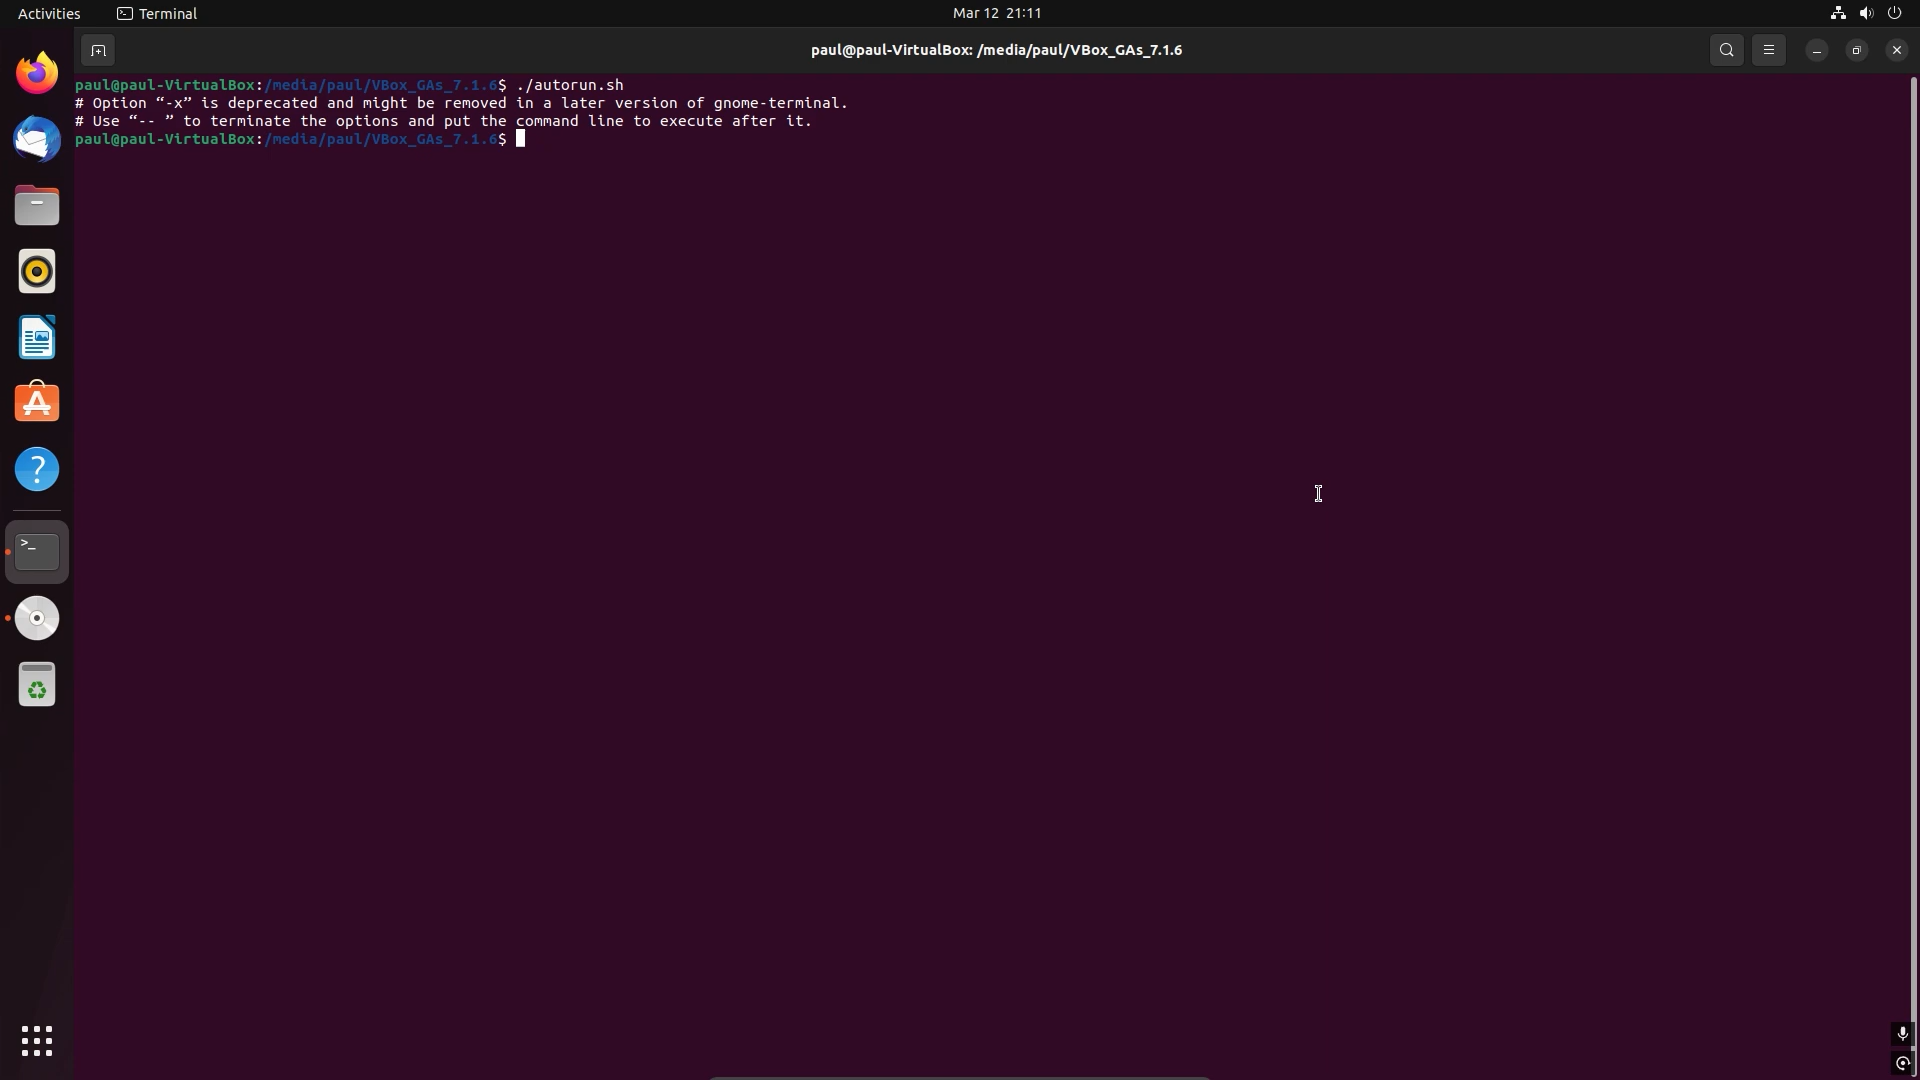 Activities Terminal Mar 12 21:11
paul@paul-VirtualBox: /media/paul/VBox_GAs_7.1.6
paul@paul-VirtualBox:/media/paul/VBox_GAs_7.1.6$ ./autorun.sh
# Option “-x” is deprecated and might be removed in a later version of gnome-terminal.
# Use “-- ” to terminate the options and put the command line to execute after it.
paul@paul-VirtualBox:/media/paul/VBox_GAs_7.1.6$